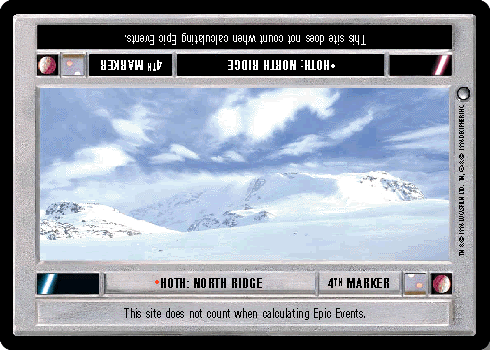 This site does not count when calculating Epic Events.
4TH MARKER
•HOTH: NORTH RIDGE
•HOTH: NORTH RIDGE
4TH MARKER
This site does not count when calculating Epic Events.